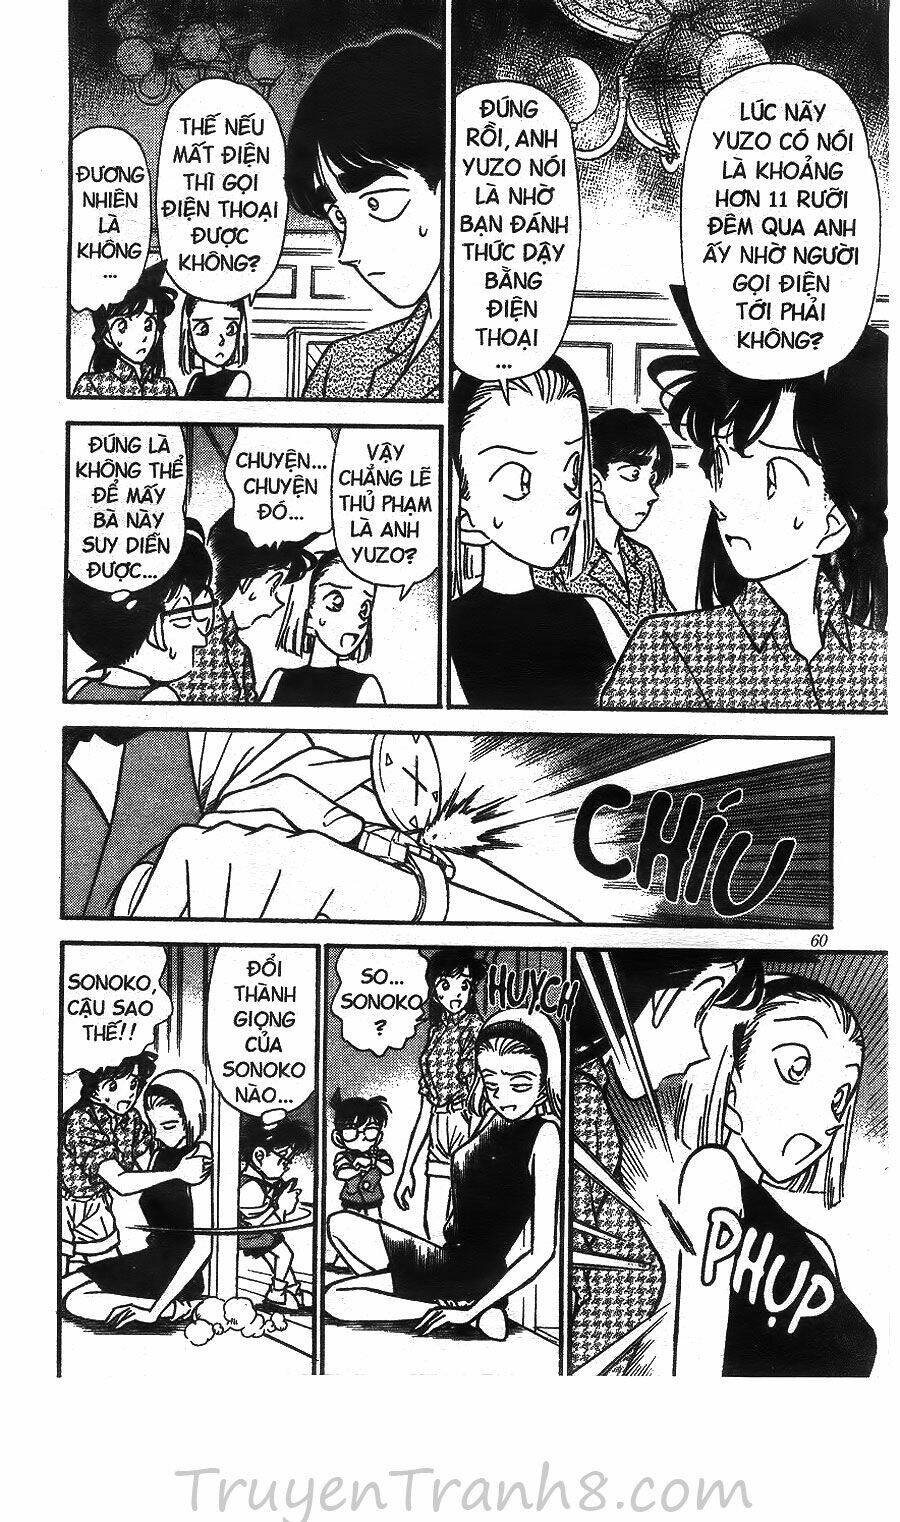 LÚC NÃY
YUZO CÓ NÓI
LÀ KHOẢNG
HƠN 11 RƯỠI
ĐÊM QUA ANH
ẤY NHỜ NGƯỜI
GỌI ĐIỆN
TỚI PHẢI
KHÔNG?
ĐÚNG
RỒI, ANH
YUZO NÓI
LÀ NHỜ
BẠN ĐÁNH
THỨC DẬY
BẰNG
ĐIỆN
THOẠI
...
THẾ NẾU
MẤT ĐIỆN
THÌ GỌI
ĐIỆN THOẠI
ĐƯỢC
KHÔNG?
ĐƯƠNG
NHIÊN
LÀ
KHÔNG
...
VẬY
CHẲNG LẼ
THỦ PHẠM
LÀ ANH
YUZO?
CHUYỆN...
CHUYỆN
ĐÓ...
ĐÚNG LÀ
KHÔNG THỂ
ĐỂ MẤY
BÀ NÀY
SUY DIỄN
ĐƯỢC...
CHÍU
60
PHỤP
HUỴCH
SO...
SONOKO
?
ĐỔI
THÀNH
GIỌNG
CỦA
SONOKO
NÀO...
SONOKO,
CẬU SAO
THẾ!!
TruyenTranh8.com